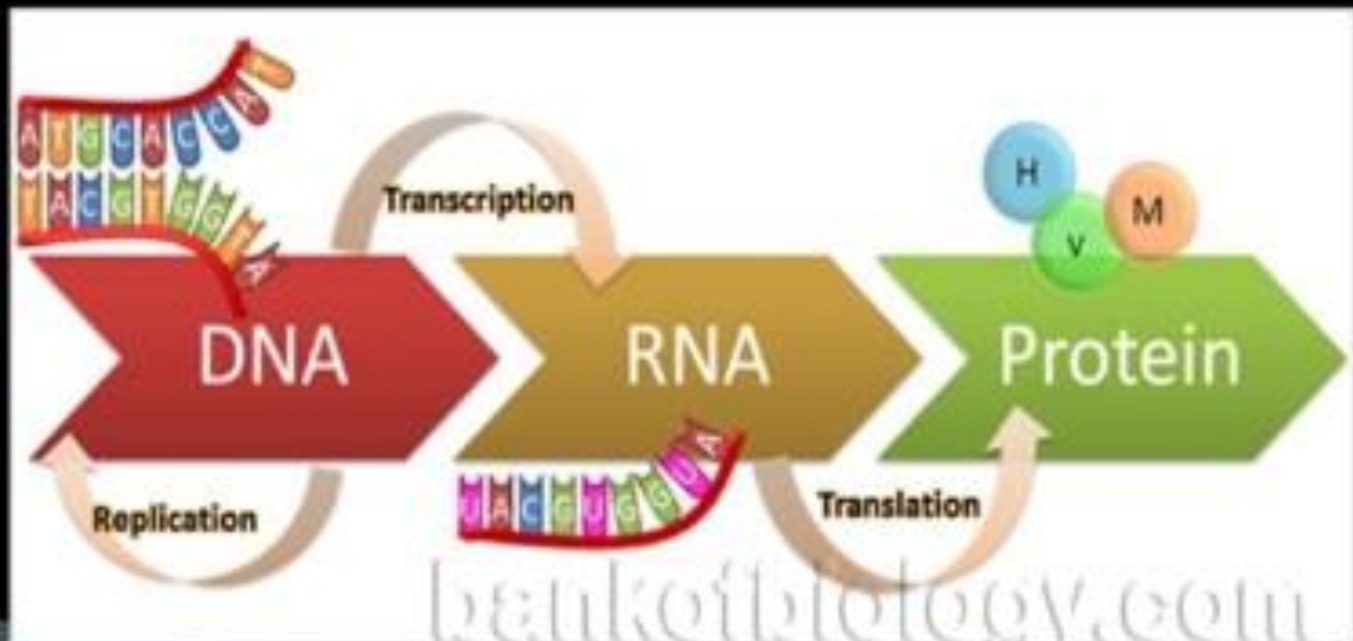 A T G C A C C A T
T A C G T G G T A
Transcription
H
V
M
DNA
RNA
Protein
Replication
U A C G U G G U A
Translation
bankofbiology.com